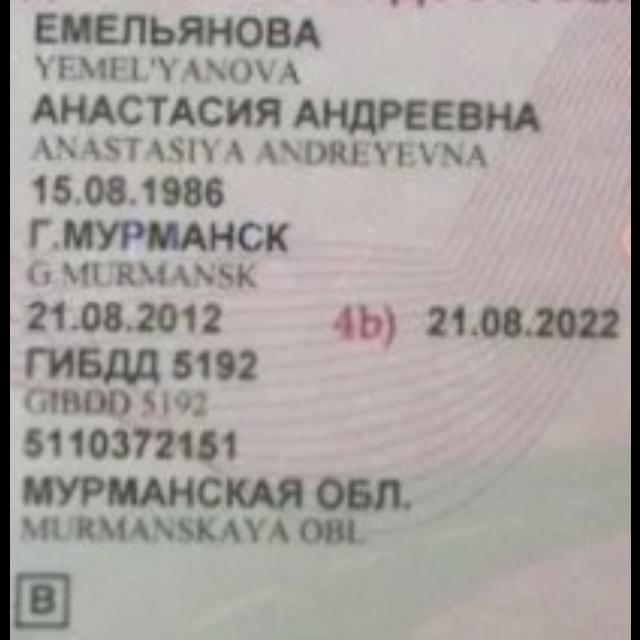 ЕМЕЛЬЯНОВА
YEMEL'YANOVA
АНАСТАСИЯ АНДРЕЕВНА
ANASTASIYA ANDREYEVNA
15.08.1986
Г.МУРМАНСК
G MURMANSK
21.08.2012 4b) 21.08.2022
ГИБДД 5192
GIBDD 5192
5110372151
МУРМАНСКАЯ ОБЛ.
MURMANSKAYA OBL
B